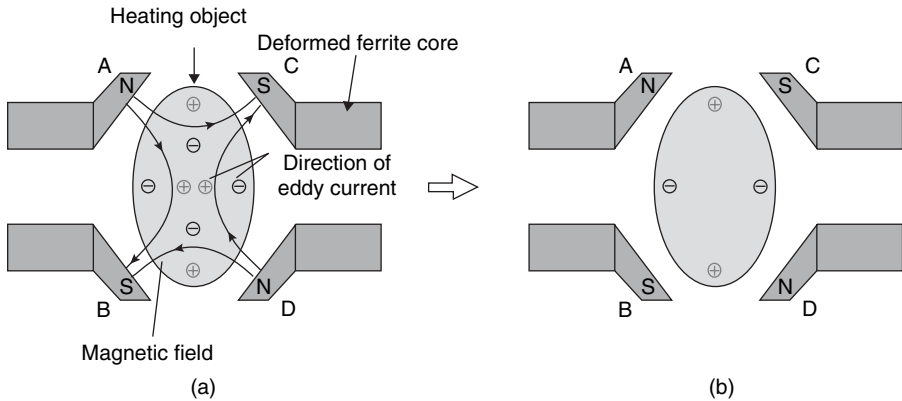 Heating object
Deformed ferrite core
A
N
S
C
A
N
S
C
+
+
−
Direction of
eddy current
−
+
+
−
−
−
−
+
+
B
S
N
D
B
S
N
D
Magnetic field
(a)
(b)